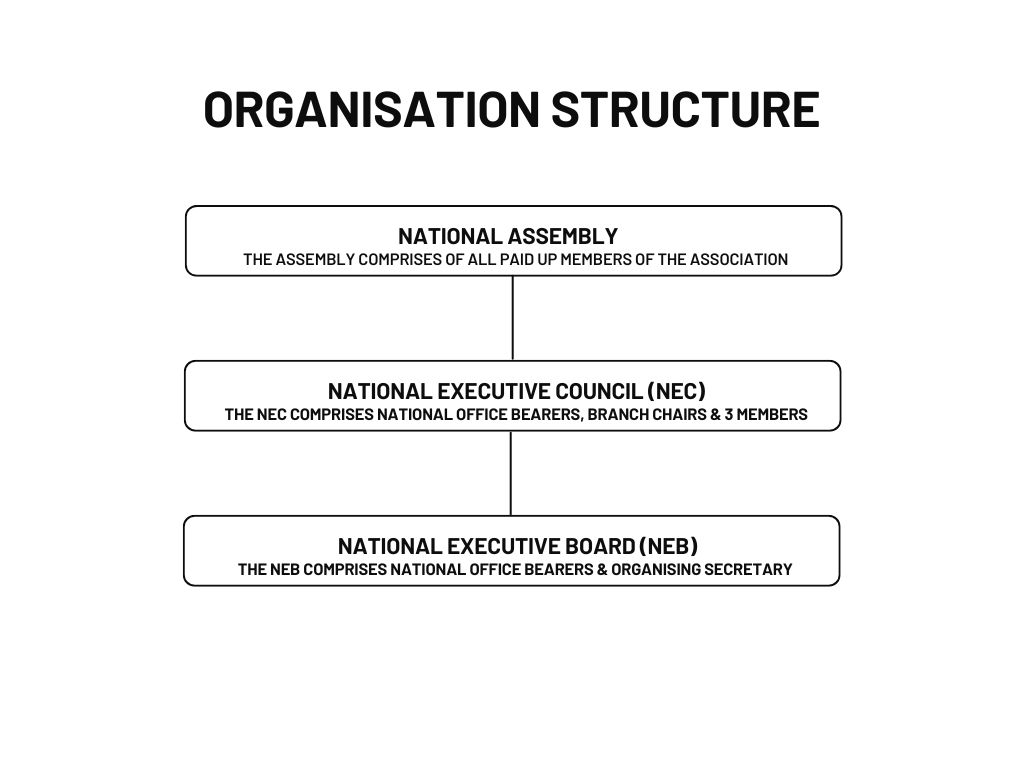 ORGANISATION STRUCTURE
NATIONAL ASSEMBLY
THE ASSEMBLY COMPRISES OF ALL PAID UP MEMBERS OF THE ASSOCIATION
NATIONAL EXECUTIVE COUNCIL (NEC)
THE NEC COMPRISES NATIONAL OFFICE BEARERS, BRANCH CHAIRS & 3 MEMBERS
NATIONAL EXECUTIVE BOARD (NEB)
THE NEB COMPRISES NATIONAL OFFICE BEARERS & ORGANISING SECRETARY